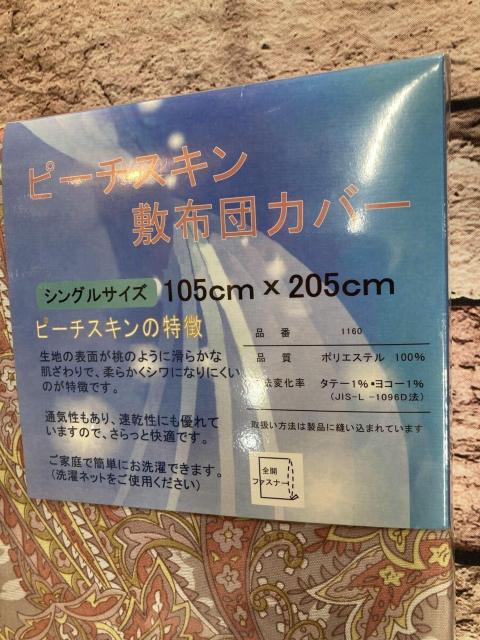 ピーチスキン
敷布団カバー
シングルサイズ 105cm x 205cm
ピーチスキンの特徴
生地の表面が桃のように滑らかな
肌ざわりで、柔らかくシワになりにくい
のが特徴です。
通気性もあり、速乾性にも優れて
いますので、さらっと快適です。
ご家庭で簡単にお洗濯できます。
(洗濯ネットをご使用ください)
品 番 1160
品 質 ポリエステル 100%
法変化率 タテー1%・ヨコー1%
(JIS-L -1096D法)
取扱い方法は製品に縫い込まれています
全開
ファスナー